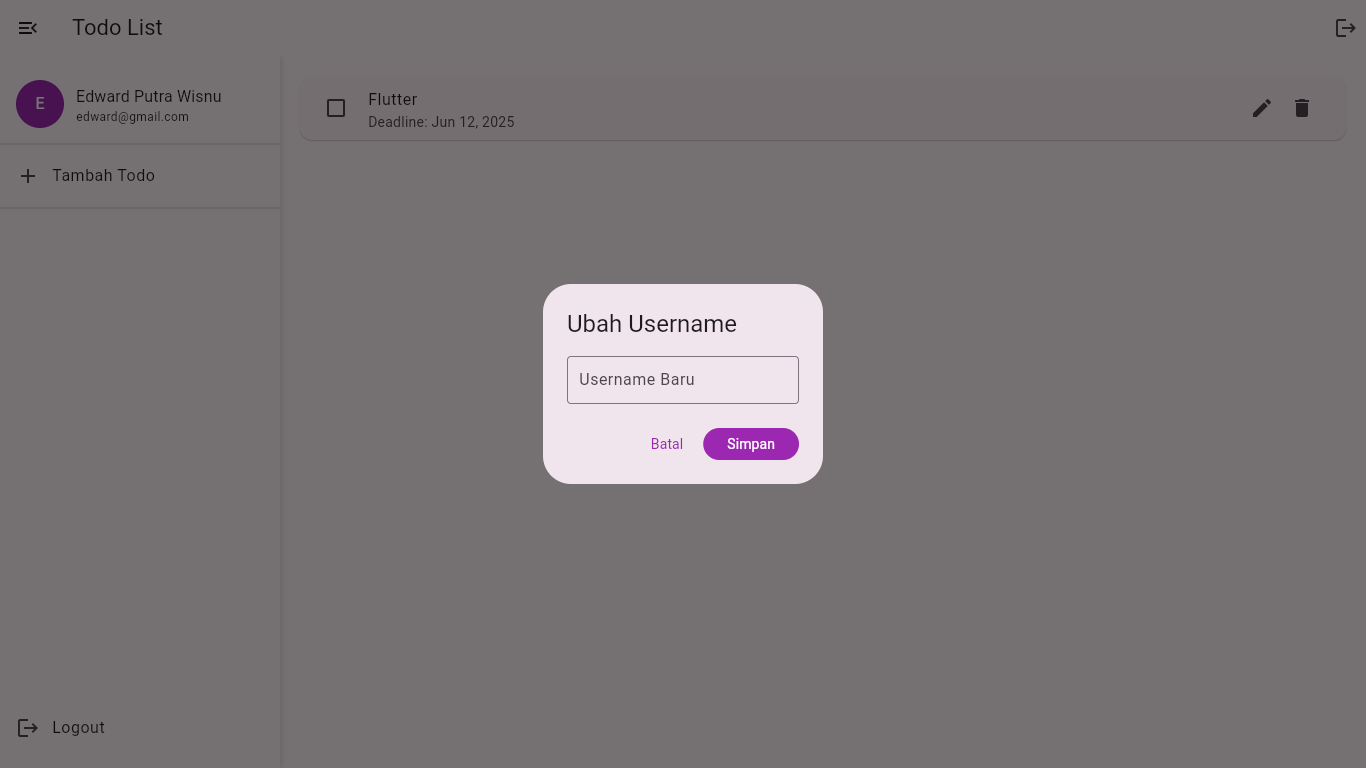 Todo List
E
Edward Putra Wisnu
edward@gmail.com
Tambah Todo
Flutter
Deadline: Jun 12, 2025
Ubah Username
Username Baru
Batal
Simpan
Logout